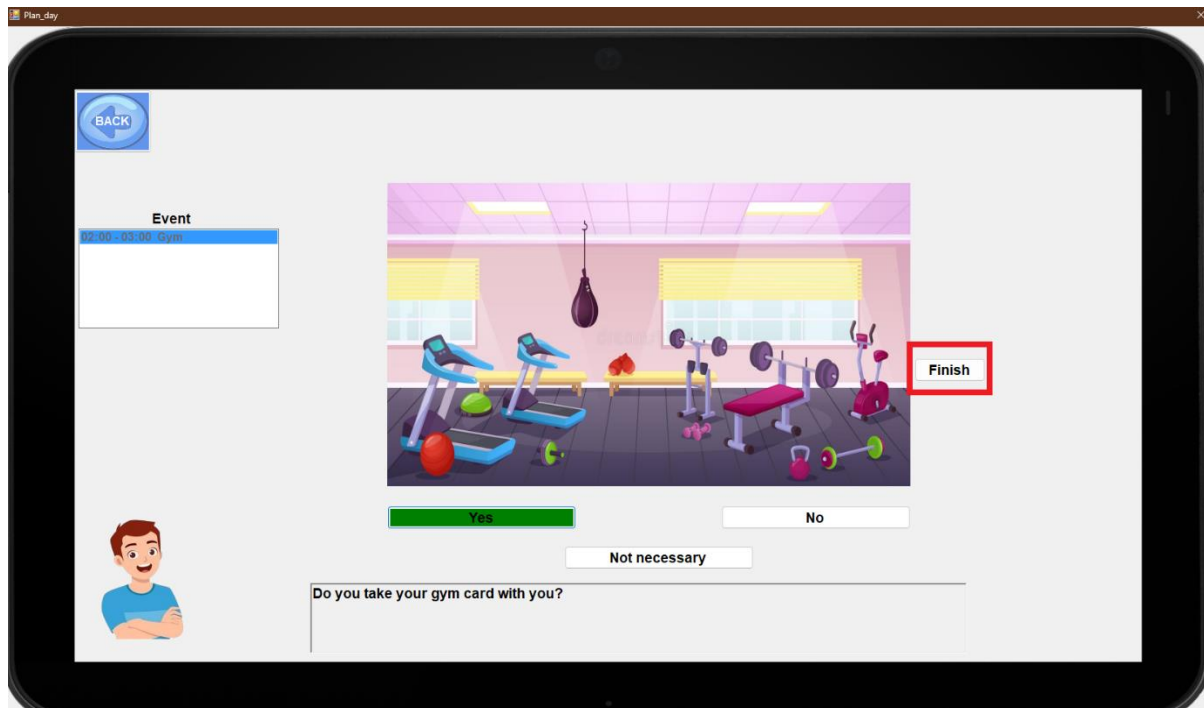 Plan_day
BACK
Event
02:00 - 03:00 Gym
Finish
Yes
No
Not necessary
Do you take your gym card with you?